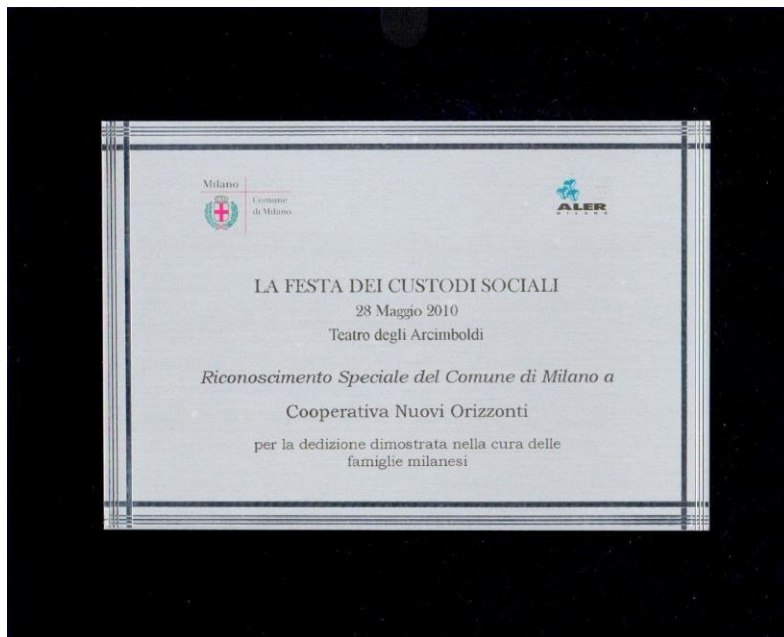 Milano
Comune
di Milano
ALER
MILANO
LA FESTA DEI CUSTODI SOCIALI
28 Maggio 2010
Teatro degli Arcimboldi
Riconoscimento Speciale del Comune di Milano a
Cooperativa Nuovi Orizzonti
per la dedizione dimostrata nella cura delle
famiglie milanesi